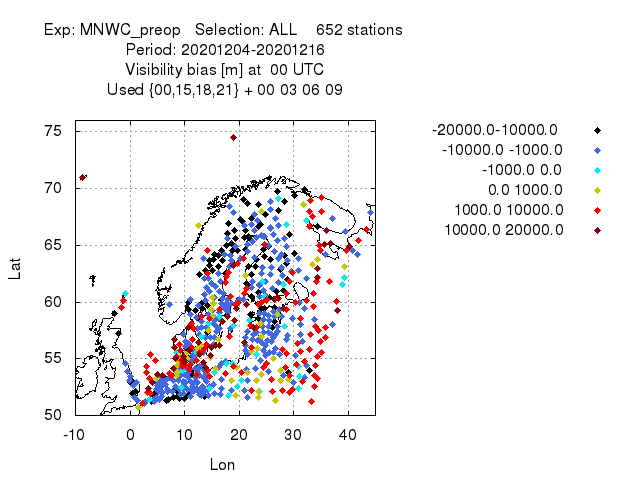 Exp: MNWC_preop   Selection: ALL    652 stations
Period: 20201204-20201216
Visibility bias [m] at  00 UTC
Used {00,15,18,21} + 00 03 06 09
-20000.0-10000.0
-10000.0 -1000.0
-1000.0 0.0
0.0 1000.0
1000.0 10000.0
10000.0 20000.0
75
70
65
60
55
50
Lat
-10 0 10 20 30 40
Lon